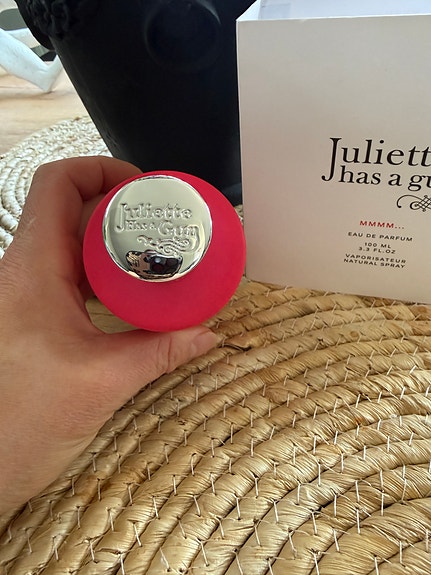 Juliette
Has a Gun
Juliett
has a gu
MMMM...
EAU DE PARFUM
100 ML
3.3 FL.OZ
VAPORISATEUR
NATURAL SPRAY